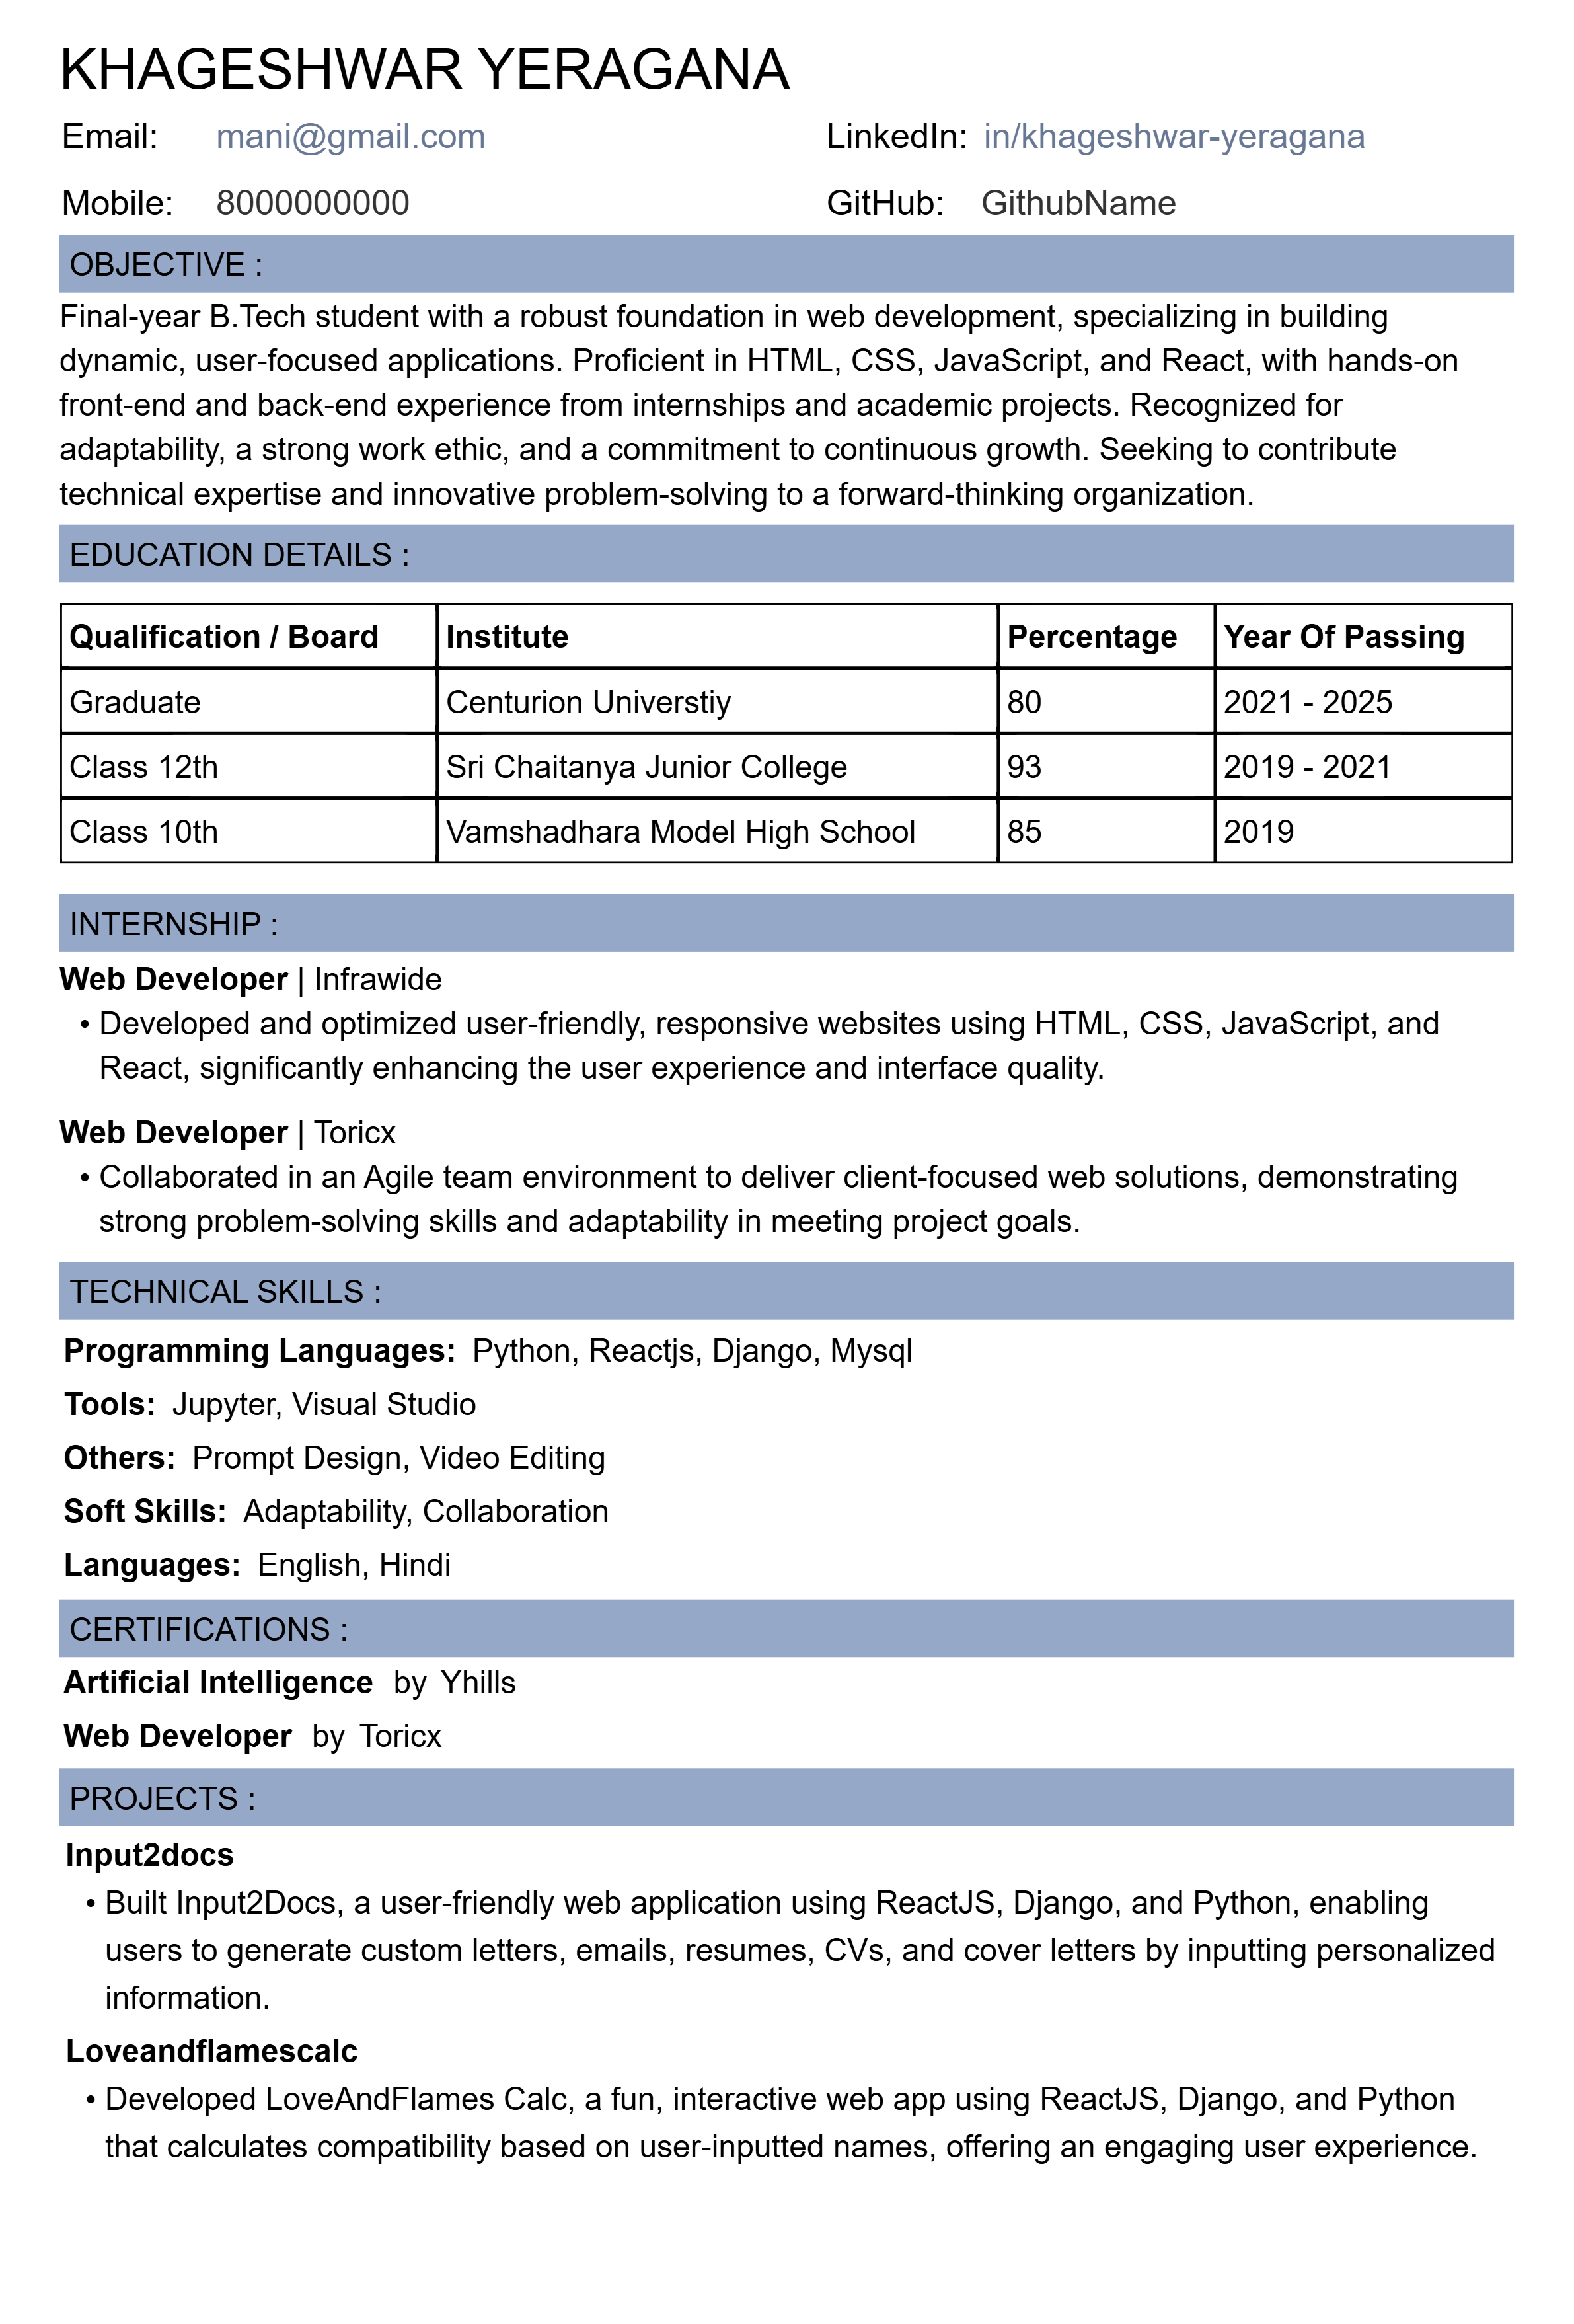 KHAGESHWAR YERAGANA
Email: mani@gmail.com LinkedIn: in/khageshwar-yeragana
Mobile: 8000000000 GitHub: GithubName
OBJECTIVE :
Final-year B.Tech student with a robust foundation in web development, specializing in building
dynamic, user-focused applications. Proficient in HTML, CSS, JavaScript, and React, with hands-on
front-end and back-end experience from internships and academic projects. Recognized for
adaptability, a strong work ethic, and a commitment to continuous growth. Seeking to contribute
technical expertise and innovative problem-solving to a forward-thinking organization.
EDUCATION DETAILS :
Qualification / Board Institute Percentage Year Of Passing
Graduate Centurion Universtiy 80 2021 - 2025
Class 12th Sri Chaitanya Junior College 93 2019 - 2021
Class 10th Vamshadhara Model High School 85 2019
INTERNSHIP :
Web Developer | Infrawide
• Developed and optimized user-friendly, responsive websites using HTML, CSS, JavaScript, and
React, significantly enhancing the user experience and interface quality.
Web Developer | Toricx
• Collaborated in an Agile team environment to deliver client-focused web solutions, demonstrating
strong problem-solving skills and adaptability in meeting project goals.
TECHNICAL SKILLS :
Programming Languages: Python, Reactjs, Django, Mysql
Tools: Jupyter, Visual Studio
Others: Prompt Design, Video Editing
Soft Skills: Adaptability, Collaboration
Languages: English, Hindi
CERTIFICATIONS :
Artificial Intelligence by Yhills
Web Developer by Toricx
PROJECTS :
Input2docs
• Built Input2Docs, a user-friendly web application using ReactJS, Django, and Python, enabling
users to generate custom letters, emails, resumes, CVs, and cover letters by inputting personalized
information.
Loveandflamescalc
• Developed LoveAndFlames Calc, a fun, interactive web app using ReactJS, Django, and Python
that calculates compatibility based on user-inputted names, offering an engaging user experience.